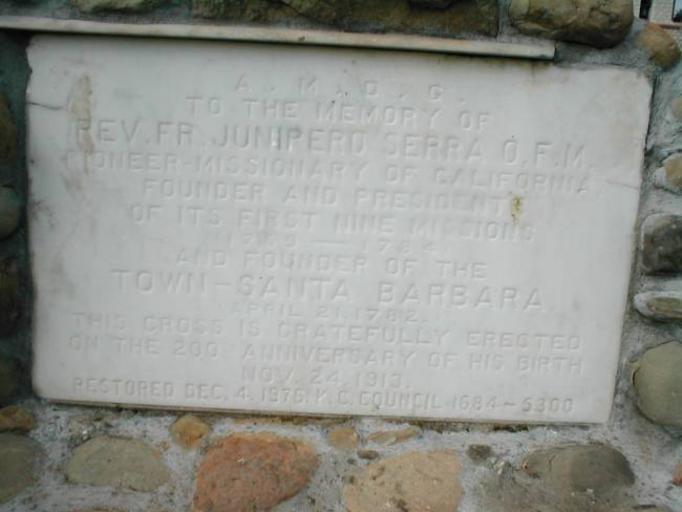 A. M. D. G.
TO THE MEMORY OF
REV. FR. JUNIPERO SERRA O.F.M.
PIONEER-MISSIONARY OF CALIFORNIA
FOUNDER AND PRESIDENT
OF ITS FIRST NINE MISSIONS
1769 — 1784
AND FOUNDER OF THE
TOWN-SANTA BARBARA
APRIL 21, 1782.
THIS CROSS IS GRATEFULLY ERECTED
ON THE 200 ANNIVERSARY OF HIS BIRTH
NOV. 24, 1913.
RESTORED DEC. 4, 1976. K.C. COUNCIL 1684-5300